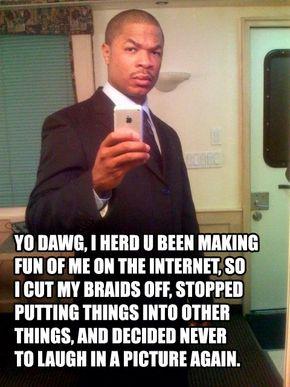 YO DAWG, I HERD U BEEN MAKING
FUN OF ME ON THE INTERNET, SO
I CUT MY BRAIDS OFF, STOPPED
PUTTING THINGS INTO OTHER
THINGS, AND DECIDED NEVER
TO LAUGH IN A PICTURE AGAIN.